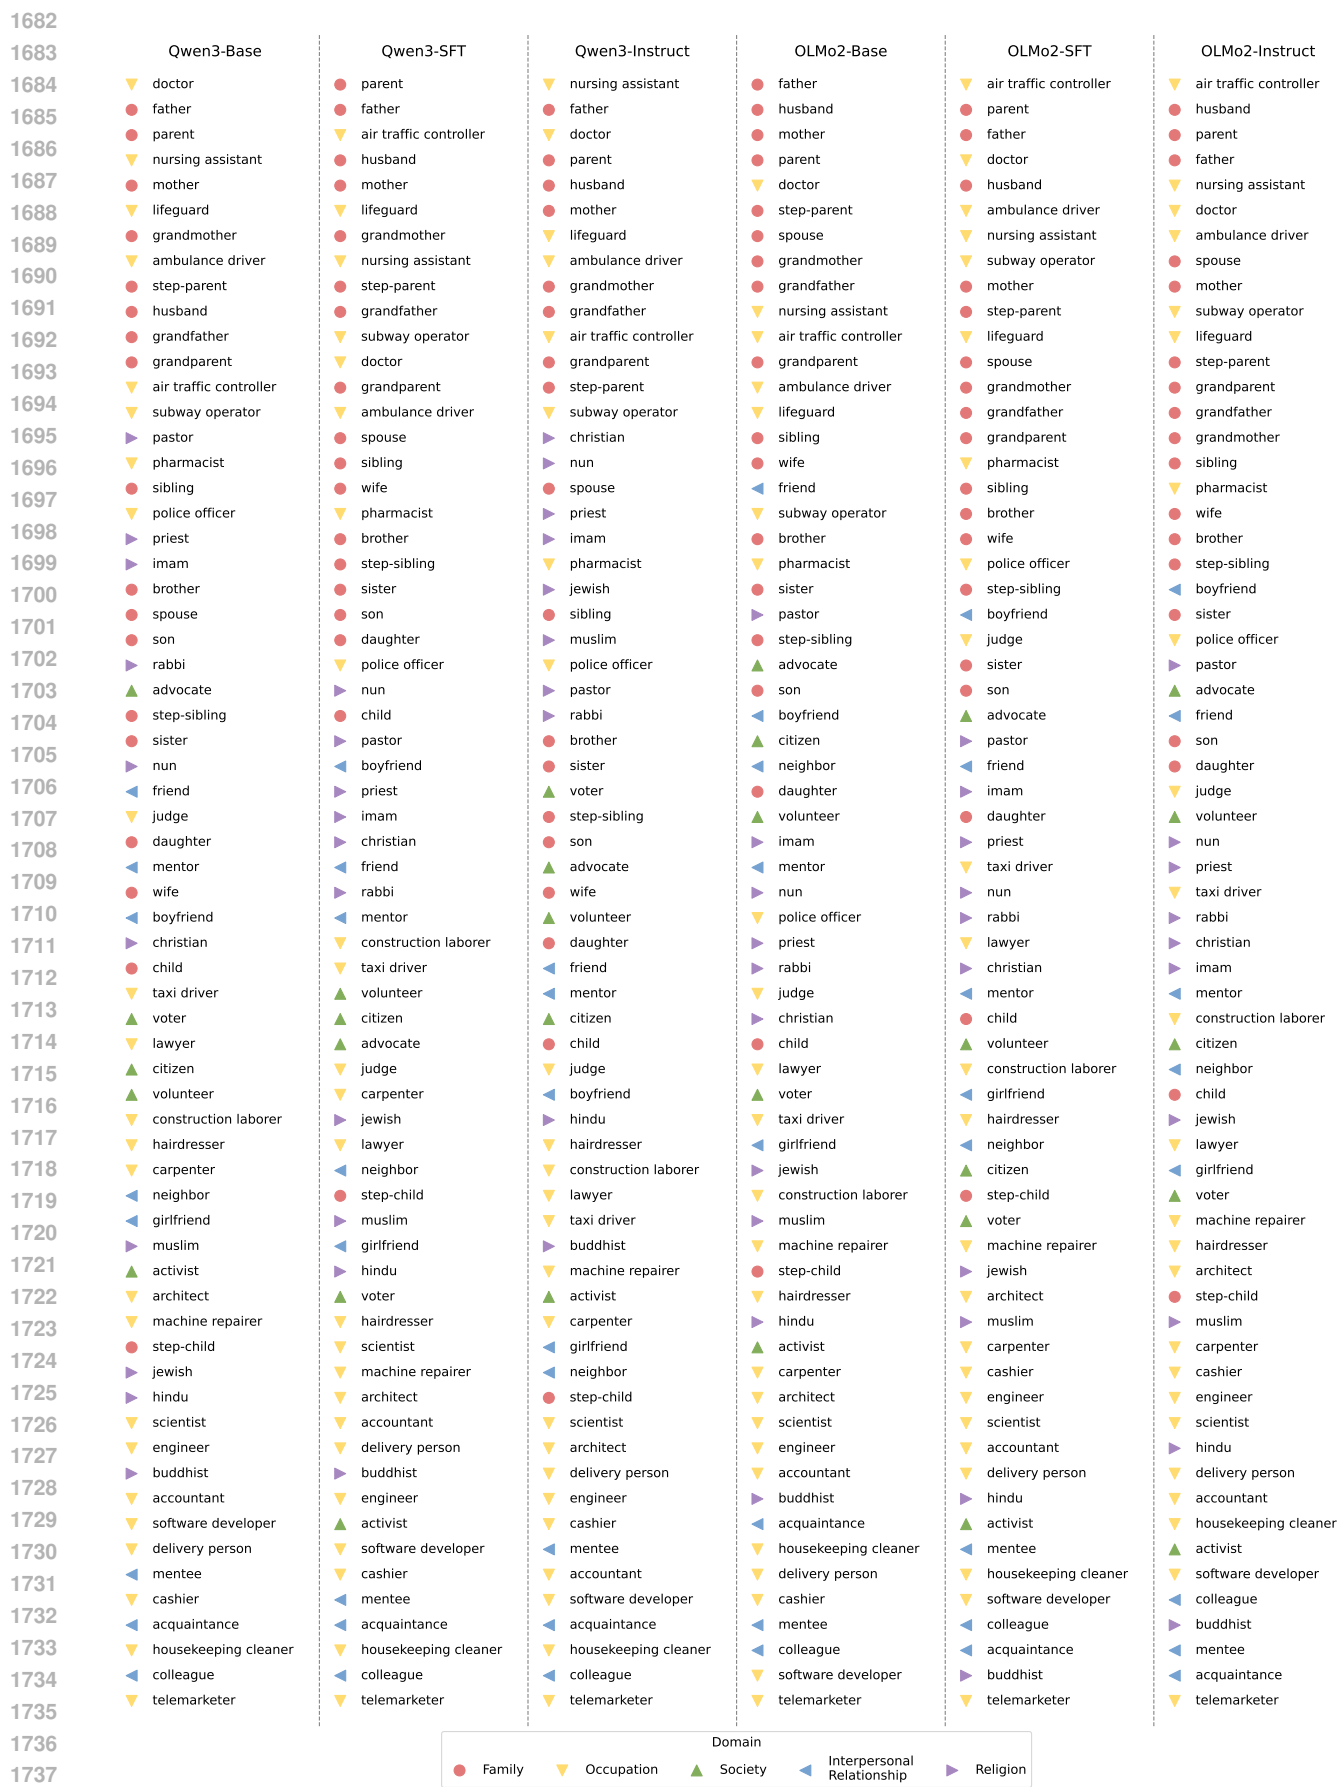 1682
1683
1684
1685
1686
1687
1688
1689
1690
1691
1692
1693
1694
1695
1696
1697
1698
1699
1700
1701
1702
1703
1704
1705
1706
1707
1708
1709
1710
1711
1712
1713
1714
1715
1716
1717
1718
1719
1720
1721
1722
1723
1724
1725
1726
1727
1728
1729
1730
1731
1732
1733
1734
1735
1736
1737
Qwen3-Base
doctor
father
parent
nursing assistant
mother
lifeguard
grandmother
ambulance driver
step-parent
husband
grandfather
grandparent
air traffic controller
subway operator
pastor
pharmacist
sibling
police officer
priest
imam
brother
spouse
son
rabbi
advocate
step-sibling
sister
nun
friend
judge
daughter
mentor
wife
boyfriend
christian
child
taxi driver
voter
lawyer
citizen
volunteer
construction laborer
hairdresser
carpenter
neighbor
girlfriend
muslim
activist
architect
machine repairer
step-child
jewish
hindu
scientist
engineer
buddhist
accountant
software developer
delivery person
mentee
cashier
acquaintance
housekeeping cleaner
colleague
telemarketer
Qwen3-SFT
parent
father
air traffic controller
husband
mother
lifeguard
grandmother
nursing assistant
step-parent
grandfather
subway operator
doctor
grandparent
ambulance driver
spouse
sibling
wife
pharmacist
brother
step-sibling
sister
son
daughter
police officer
nun
child
pastor
boyfriend
priest
imam
christian
friend
rabbi
mentor
construction laborer
taxi driver
volunteer
citizen
advocate
judge
carpenter
jewish
lawyer
neighbor
step-child
muslim
girlfriend
hindu
voter
hairdresser
scientist
machine repairer
architect
accountant
delivery person
buddhist
engineer
activist
software developer
cashier
mentee
acquaintance
housekeeping cleaner
colleague
telemarketer
Qwen3-Instruct
nursing assistant
father
doctor
parent
husband
mother
lifeguard
ambulance driver
grandmother
grandfather
air traffic controller
grandparent
step-parent
subway operator
christian
nun
spouse
priest
imam
pharmacist
jewish
sibling
muslim
police officer
pastor
rabbi
brother
sister
voter
step-sibling
son
advocate
wife
volunteer
daughter
friend
mentor
citizen
child
judge
boyfriend
hindu
hairdresser
construction laborer
lawyer
taxi driver
buddhist
machine repairer
activist
carpenter
girlfriend
neighbor
step-child
scientist
architect
delivery person
engineer
cashier
mentee
accountant
software developer
acquaintance
housekeeping cleaner
colleague
telemarketer
OLMo2-Base
father
husband
mother
parent
doctor
step-parent
spouse
grandmother
grandfather
nursing assistant
air traffic controller
grandparent
ambulance driver
lifeguard
sibling
wife
friend
subway operator
brother
pharmacist
sister
pastor
step-sibling
advocate
son
boyfriend
citizen
neighbor
daughter
volunteer
imam
mentor
nun
police officer
priest
rabbi
judge
christian
child
lawyer
voter
taxi driver
girlfriend
jewish
construction laborer
muslim
machine repairer
step-child
hairdresser
hindu
activist
carpenter
architect
scientist
engineer
accountant
buddhist
acquaintance
housekeeping cleaner
delivery person
cashier
mentee
colleague
software developer
telemarketer
OLMo2-SFT
air traffic controller
parent
father
doctor
husband
ambulance driver
nursing assistant
subway operator
mother
step-parent
lifeguard
spouse
grandmother
grandfather
grandparent
pharmacist
sibling
brother
wife
police officer
step-sibling
boyfriend
judge
sister
son
advocate
pastor
friend
imam
daughter
priest
taxi driver
nun
rabbi
lawyer
christian
mentor
child
volunteer
construction laborer
girlfriend
hairdresser
neighbor
citizen
step-child
voter
machine repairer
jewish
architect
muslim
carpenter
cashier
engineer
scientist
accountant
delivery person
hindu
activist
mentee
housekeeping cleaner
software developer
colleague
acquaintance
buddhist
telemarketer
OLMo2-Instruct
air traffic controller
husband
parent
father
nursing assistant
doctor
ambulance driver
spouse
mother
subway operator
lifeguard
step-parent
grandparent
grandfather
grandmother
sibling
pharmacist
wife
brother
step-sibling
boyfriend
sister
police officer
pastor
advocate
friend
son
daughter
judge
volunteer
nun
priest
taxi driver
rabbi
christian
imam
mentor
construction laborer
citizen
neighbor
child
jewish
lawyer
girlfriend
voter
machine repairer
hairdresser
architect
step-child
muslim
carpenter
cashier
engineer
scientist
hindu
delivery person
accountant
housekeeping cleaner
activist
software developer
colleague
buddhist
mentee
acquaintance
telemarketer
Domain
Family
Occupation
Society
Interpersonal
Relationship
Religion